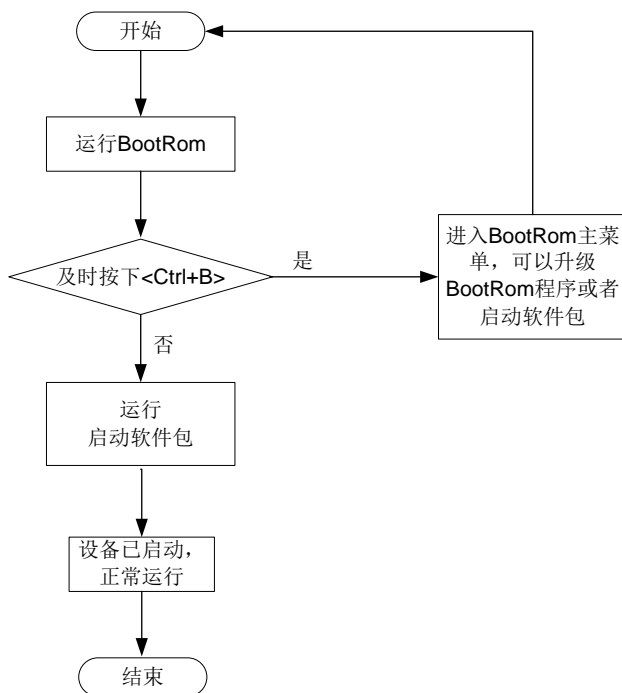 开始
运行BootRom
及时按下<Ctrl+B>
是
进入BootRom主菜
单，可以升级
BootRom程序或者
启动软件包
否
运行
启动软件包
设备已启动，
正常运行
结束